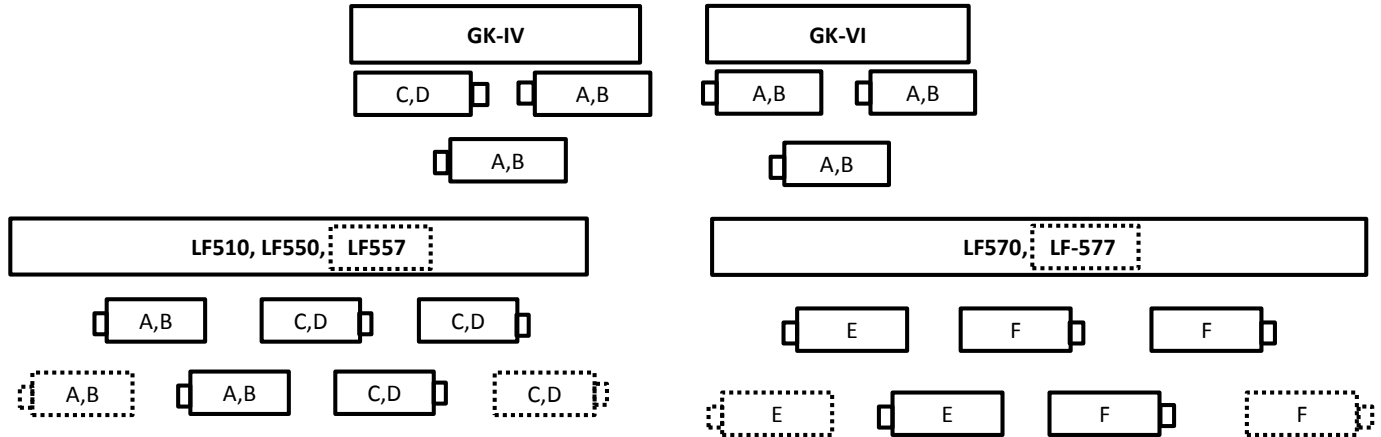 GK-IV GK-VI
C,D A,B A,B A,B
A,B A,B
LF510, LF550, LF557 LF570, LF-577
A,B C,D C,D E F F
A,B A,B C,D C,D E E F F